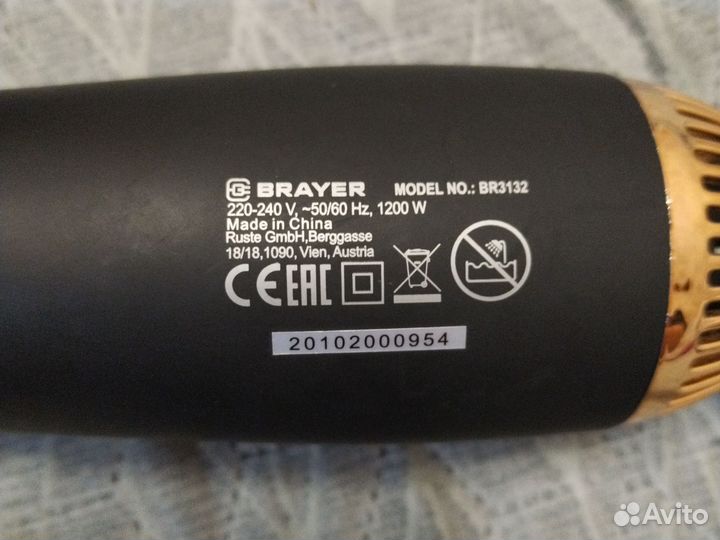 BRAYER MODEL NO.: BR3132
220-240 V, ~50/60 Hz, 1200 W
Made in China
Ruste GmbH,Berggasse
18/18,1090, Vien, Austria
CE EAC
20102000954
Avito